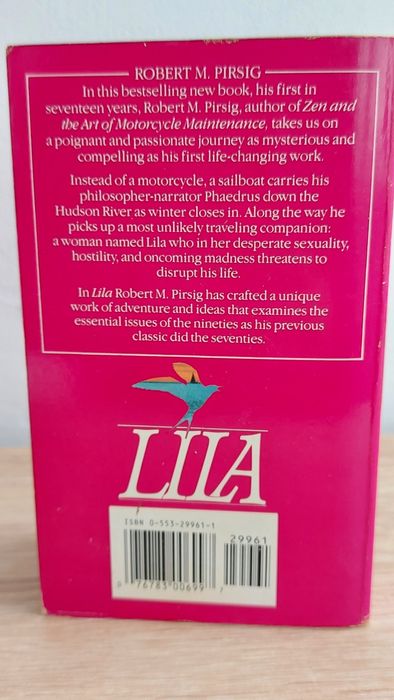 ROBERT M. PIRSIG
In this bestselling new book, his first in
seventeen years, Robert M. Pirsig, author of Zen and
the Art of Motorcycle Maintenance, takes us on
a poignant and passionate journey as mysterious and
compelling as his first life-changing work.
Instead of a motorcycle, a sailboat carries his
philosopher-narrator Phaedrus down the
Hudson River as winter closes in. Along the way he
picks up a most unlikely traveling companion:
a woman named Lila who in her desperate sexuality,
hostility, and oncoming madness threatens to
disrupt his life.
In Lila Robert M. Pirsig has crafted a unique
work of adventure and ideas that examines the
essential issues of the nineties as his previous
classic did the seventies.
LILA
ISBN 0-553-29961-1
29961
0 76783 00699 7